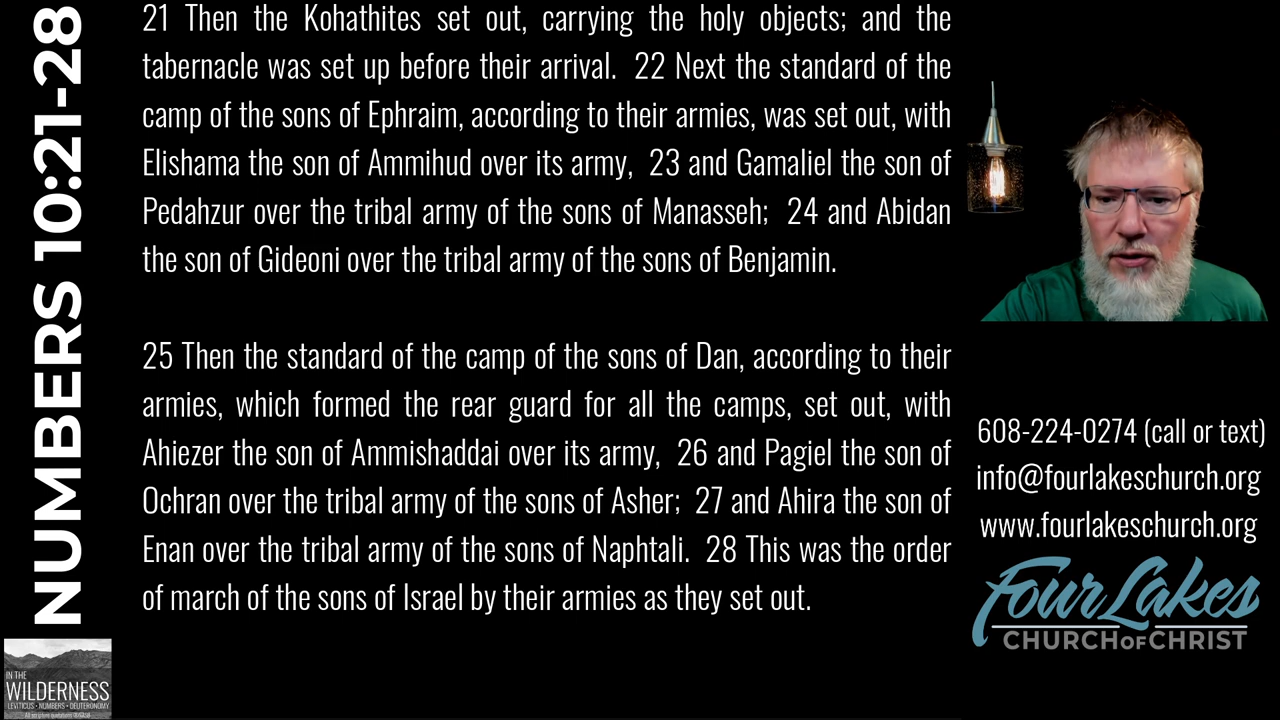 NUMBERS 10:21-28
21 Then the Kohathites set out, carrying the holy objects; and the
tabernacle was set up before their arrival. 22 Next the standard of the
camp of the sons of Ephraim, according to their armies, was set out, with
Elishama the son of Ammihud over its army, 23 and Gamaliel the son of
Pedahzur over the tribal army of the sons of Manasseh; 24 and Abidan
the son of Gideoni over the tribal army of the sons of Benjamin.
25 Then the standard of the camp of the sons of Dan, according to their
armies, which formed the rear guard for all the camps, set out, with
Ahiezer the son of Ammishaddai over its army, 26 and Pagiel the son of
Ochran over the tribal army of the sons of Asher; 27 and Ahira the son of
Enan over the tribal army of the sons of Naphtali. 28 This was the order
of march of the sons of Israel by their armies as they set out.
IN THE
WILDERNESS
LEVITICUS • NUMBERS • DEUTERONOMY
608-224-0274 (call or text)
info@fourlakeschurch.org
www.fourlakeschurch.org
Four Lakes
CHURCH OF CHRIST